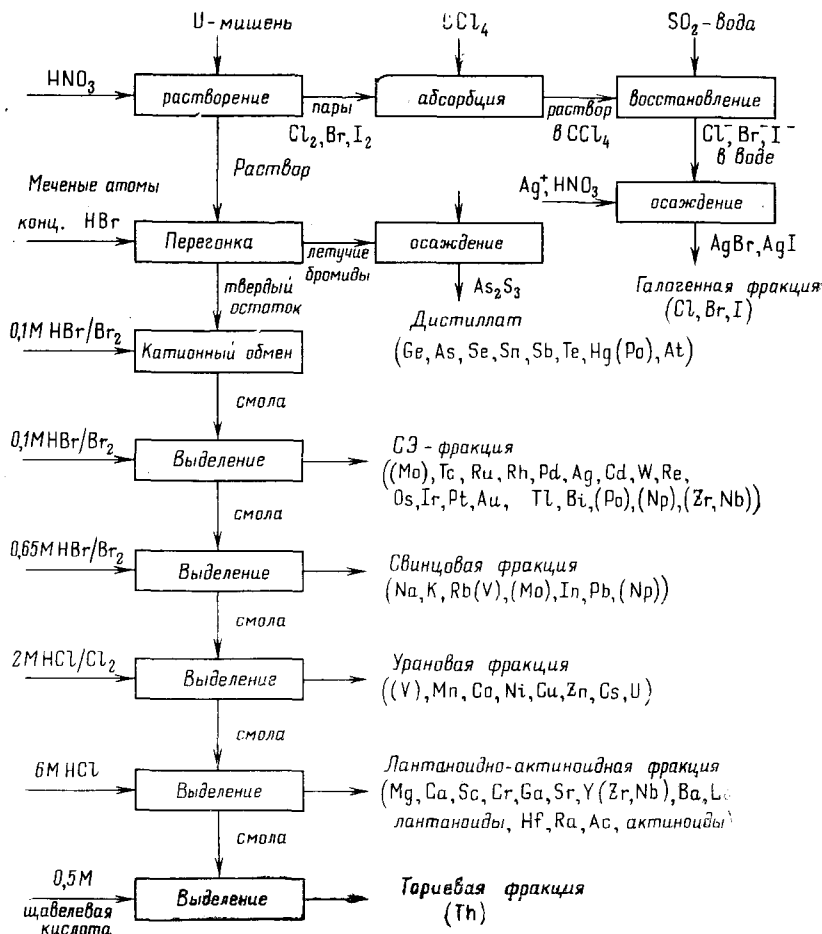 U-мишень
CCl₄
SO₂-вода
HNO₃
растворение
пары
Cl₂, Br, I₂
абсорбция
раствор
в CCl₄
восстановление
Cl⁻, Br⁻, I⁻
в воде
Раствор
Ag⁺, HNO₃
осаждение
AgBr, AgI
Галогенная фракция
(Cl, Br, I)
Меченые атомы
конц. HBr
Перегонка
летучие
бромиды
осаждение
As₂S₃
Дистиллат
(Ge, As, Se, Sn, Sb, Te, Hg (Po), At)
твердый
остаток
0,1M HBr/Br₂
Катионный обмен
смола
0,1M HBr/Br₂
Выделение
СЭ-фракция
((Mo), Tc, Ru, Rh, Pd, Ag, Cd, W, Re,
Os, Ir, Pt, Au, Tl, Bi, (Po), (Np), (Zr, Nb))
смола
0,65M HBr/Br₂
Выделение
Свинцовая фракция
(Na, K, Rb (V), (Mo), In, Pb, (Np))
смола
2M HCl/Cl₂
Выделение
Урановая фракция
((V), Mn, Co, Ni, Cu, Zn, Cs, U)
смола
6M HCl
Выделение
Лантаноидно-актиноидная фракция
(Mg, Ca, Sc, Cr, Ga, Sr, Y (Zr, Nb), Ba,
лантаноиды, Hf, Ra, Ac, актиноиды)
смола
0,5M
щавелевая
кислота
Выделение
Ториевая фракция
(Th)